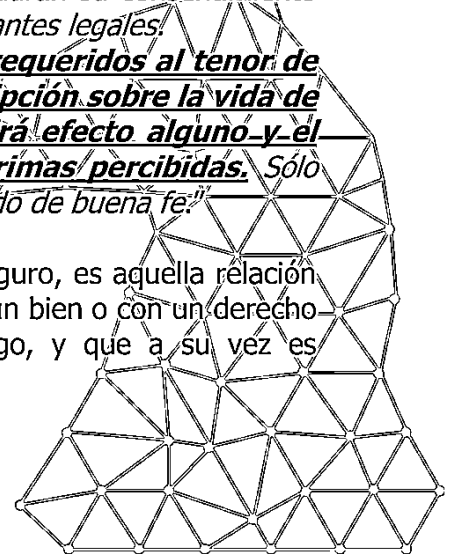 antes legales.
requeridos al tenor de
pción sobre la vida de
rá efecto alguno y el
rimas percibidas. Sólo
do de buena fe."
guro, es aquella relación
un bien o con un derecho
go, y que a su vez es